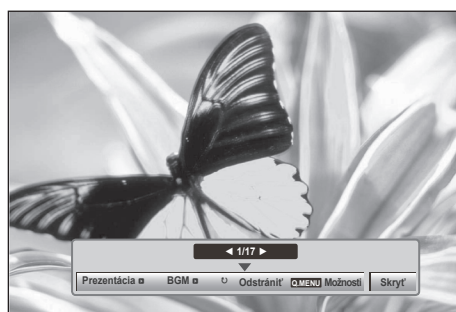 ◀ 1/17 ▶
Prezentácia ◘ BGM ◘ ↻ Odstrániť Q.MENU Možnosti Skryť